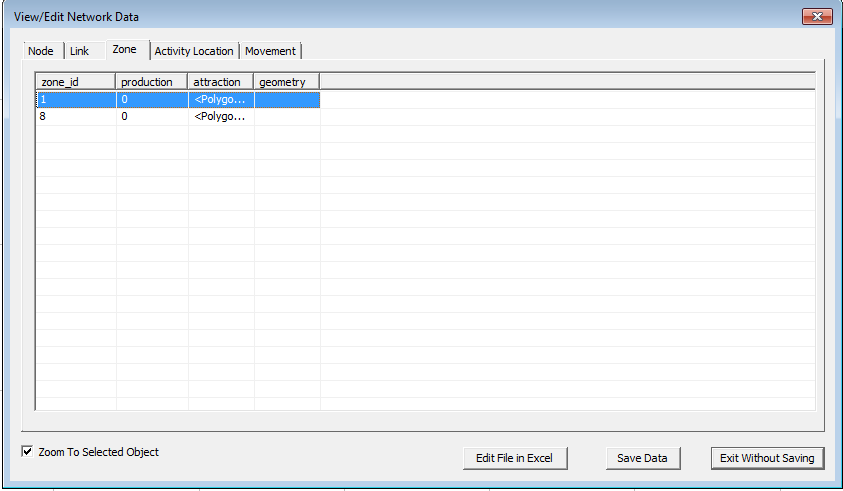 View/Edit Network Data
Node Link Zone Activity Location Movement
zone_id production attraction geometry
1 0 <Polygo...
8 0 <Polygo...
Zoom To Selected Object
Edit File in Excel Save Data Exit Without Saving